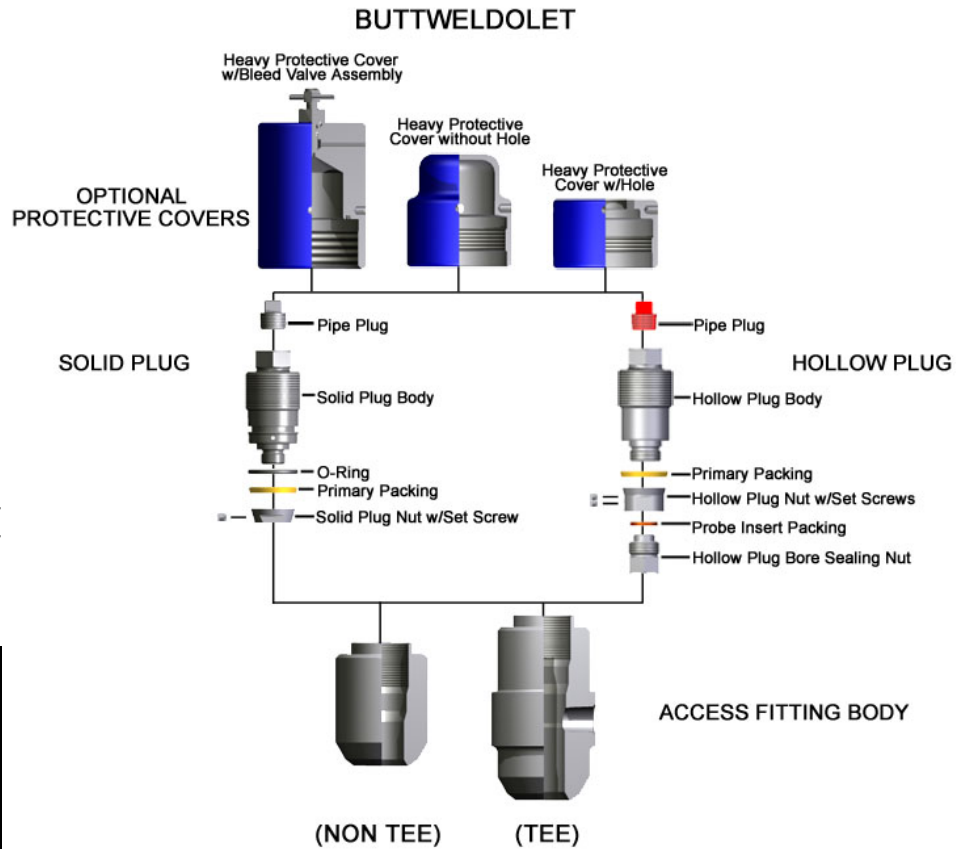 BUTTWELDOLET
Heavy Protective Cover
w/Bleed Valve Assembly
Heavy Protective
Cover without Hole
Heavy Protective
Cover w/Hole
OPTIONAL
PROTECTIVE COVERS
Pipe Plug
Pipe Plug
SOLID PLUG
HOLLOW PLUG
Solid Plug Body
Hollow Plug Body
O-Ring
Primary Packing
Solid Plug Nut w/Set Screw
Primary Packing
Hollow Plug Nut w/Set Screws
Probe Insert Packing
Hollow Plug Bore Sealing Nut
ACCESS FITTING BODY
(NON TEE)
(TEE)